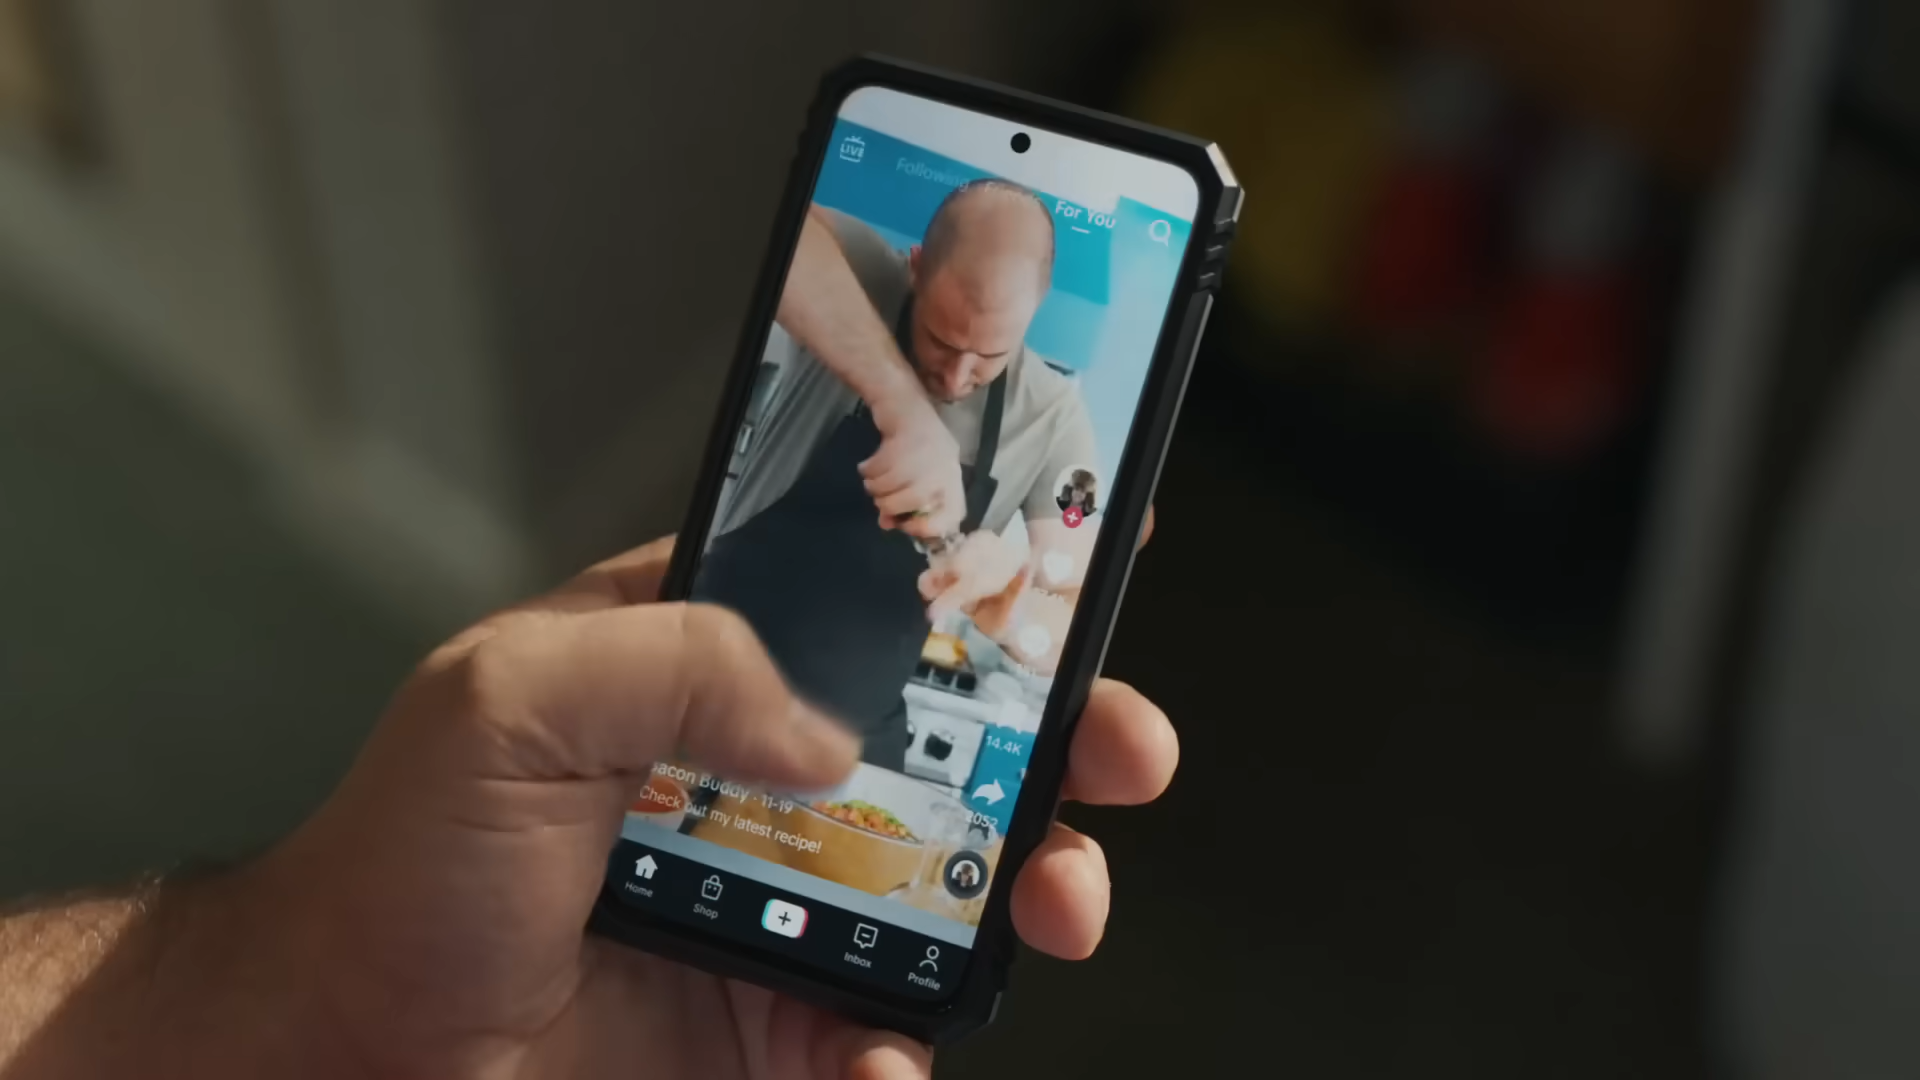 LIVE
Following
For You
14.4K
2052
Bacon Buddy · 11-19
Check out my latest recipe!
Home
Shop
Inbox
Profile